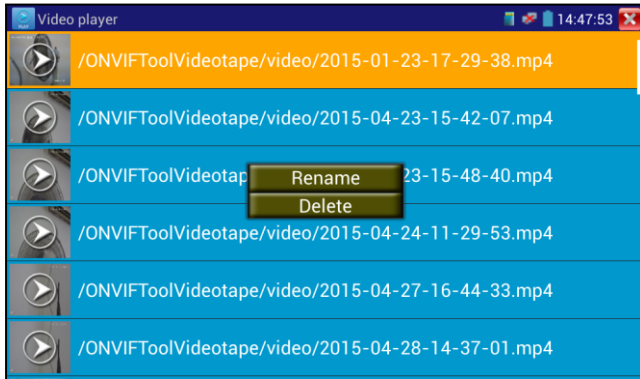 Video player
14:47:53
/ONVIFToolVideotape/video/2015-01-23-17-29-38.mp4
/ONVIFToolVideotape/video/2015-04-23-15-42-07.mp4
/ONVIFToolVideotap
23-15-48-40.mp4
Rename
Delete
/ONVIFToolVideotape/video/2015-04-24-11-29-53.mp4
/ONVIFToolVideotape/video/2015-04-27-16-44-33.mp4
/ONVIFToolVideotape/video/2015-04-28-14-37-01.mp4